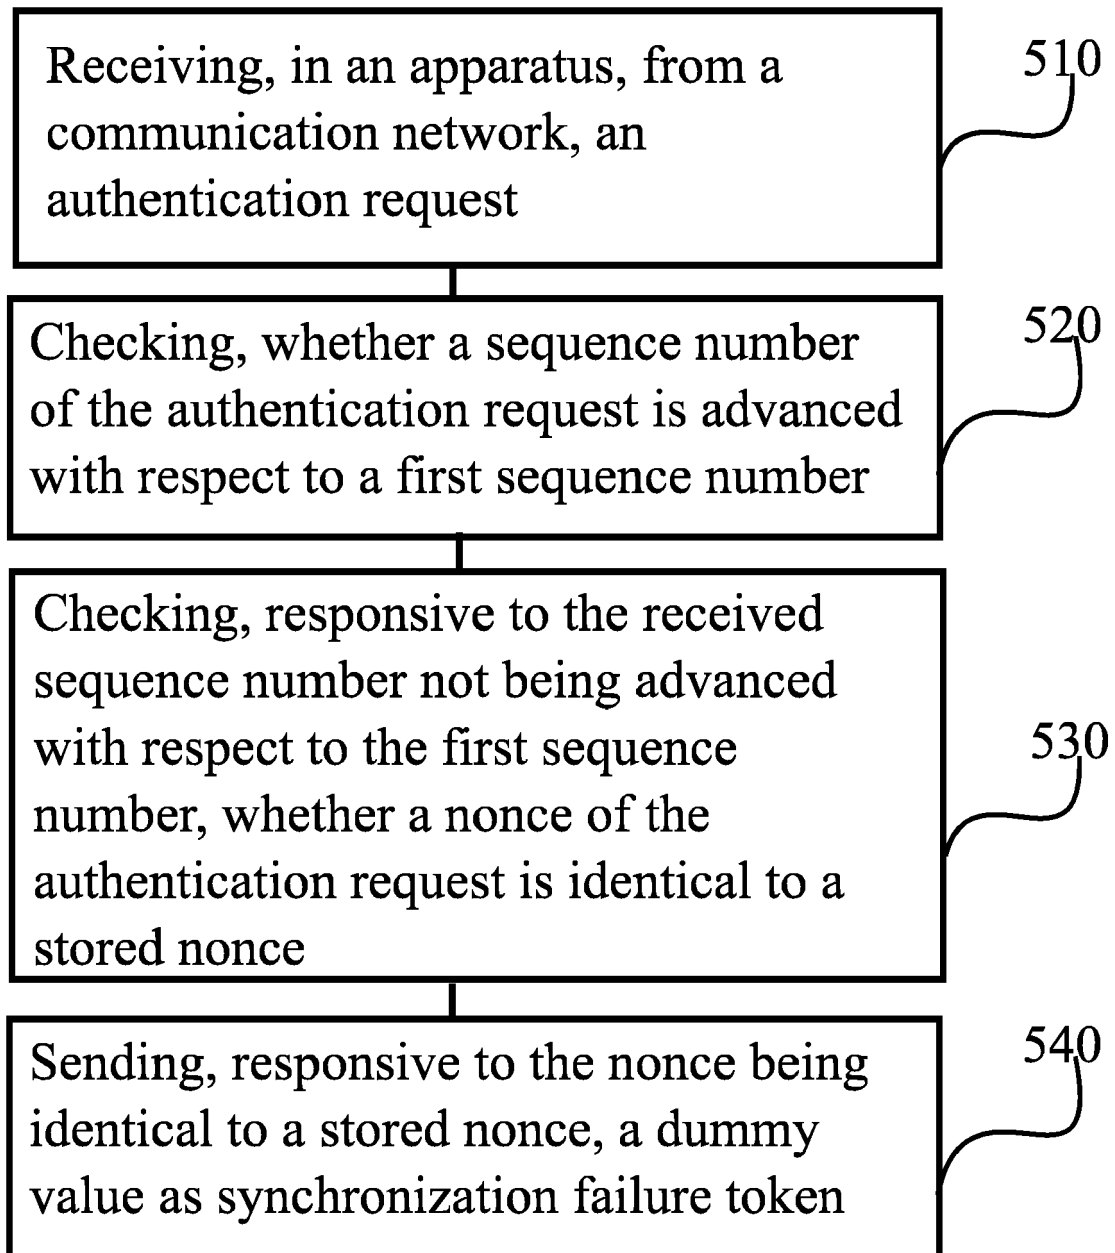 Receiving, in an apparatus, from a
communication network, an
authentication request
510
Checking, whether a sequence number
of the authentication request is advanced
with respect to a first sequence number
520
Checking, responsive to the received
sequence number not being advanced
with respect to the first sequence
number, whether a nonce of the
authentication request is identical to a
stored nonce
530
Sending, responsive to the nonce being
identical to a stored nonce, a dummy
value as synchronization failure token
540